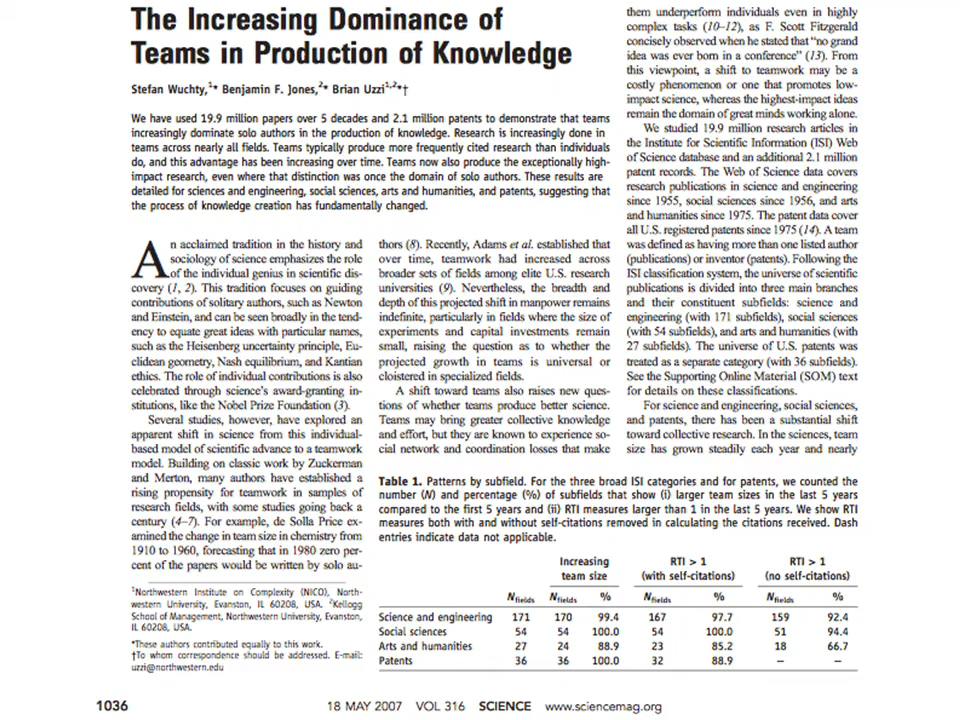 The Increasing Dominance of
Teams in Production of Knowledge
Stefan Wuchty,¹* Benjamin F. Jones,²* Brian Uzzi¹,²*†
We have used 19.9 million papers over 5 decades and 2.1 million patents to demonstrate that teams
increasingly dominate solo authors in the production of knowledge. Research is increasingly done in
teams across nearly all fields. Teams typically produce more frequently cited research than individuals
do, and this advantage has been increasing over time. Teams now also produce the exceptionally high-
impact research, even where that distinction was once the domain of solo authors. These results are
detailed for sciences and engineering, social sciences, arts and humanities, and patents, suggesting that
the process of knowledge creation has fundamentally changed.
An acclaimed tradition in the history and
sociology of science emphasizes the role
of the individual genius in scientific dis-
covery (1, 2). This tradition focuses on guiding
contributions of solitary authors, such as Newton
and Einstein, and can be seen broadly in the tend-
ency to equate great ideas with particular names,
such as the Heisenberg uncertainty principle, Eu-
clidean geometry, Nash equilibrium, and Kantian
ethics. The role of individual contributions is also
celebrated through science's award-granting in-
stitutions, like the Nobel Prize Foundation (3).
Several studies, however, have explored an
apparent shift in science from this individual-
based model of scientific advance to a teamwork
model. Building on classic work by Zuckerman
and Merton, many authors have established a
rising propensity for teamwork in samples of
research fields, with some studies going back a
century (4–7). For example, de Solla Price ex-
amined the change in team size in chemistry from
1910 to 1960, forecasting that in 1980 zero per-
cent of the papers would be written by solo au-
¹Northwestern Institute on Complexity (NICO), North-
western University, Evanston, IL 60208, USA. ²Kellogg
School of Management, Northwestern University, Evanston,
IL 60208, USA.
*These authors contributed equally to this work.
†To whom correspondence should be addressed. E-mail:
uzzi@northwestern.edu
thors (8). Recently, Adams et al. established that
over time, teamwork had increased across
broader sets of fields among elite U.S. research
universities (9). Nevertheless, the breadth and
depth of this projected shift in manpower remains
indefinite, particularly in fields where the size of
experiments and capital investments remain
small, raising the question as to whether the
projected growth in teams is universal or
cloistered in specialized fields.
A shift toward teams also raises new ques-
tions of whether teams produce better science.
Teams may bring greater collective knowledge
and effort, but they are known to experience so-
cial network and coordination losses that make
them underperform individuals even in highly
complex tasks (10–12), as F. Scott Fitzgerald
concisely observed when he stated that "no grand
idea was ever born in a conference" (13). From
this viewpoint, a shift to teamwork may be a
costly phenomenon or one that promotes low-
impact science, whereas the highest-impact ideas
remain the domain of great minds working alone.
We studied 19.9 million research articles in
the Institute for Scientific Information (ISI) Web
of Science database and an additional 2.1 million
patent records. The Web of Science data covers
research publications in science and engineering
since 1955, social sciences since 1956, and arts
and humanities since 1975. The patent data cover
all U.S. registered patents since 1975 (14). A team
was defined as having more than one listed author
(publications) or inventor (patents). Following the
ISI classification system, the universe of scientific
publications is divided into three main branches
and their constituent subfields: science and
engineering (with 171 subfields), social sciences
(with 54 subfields), and arts and humanities (with
27 subfields). The universe of U.S. patents was
treated as a separate category (with 36 subfields).
See the Supporting Online Material (SOM) text
for details on these classifications.
For science and engineering, social sciences,
and patents, there has been a substantial shift
toward collective research. In the sciences, team
size has grown steadily each year and nearly
Table 1. Patterns by subfield. For the three broad ISI categories and for patents, we counted the
number (N) and percentage (%) of subfields that show (i) larger team sizes in the last 5 years
compared to the first 5 years and (ii) RTI measures larger than 1 in the last 5 years. We show RTI
measures both with and without self-citations removed in calculating the citations received. Dash
entries indicate data not applicable.
Increasing RTI > 1 RTI > 1
team size (with self-citations) (no self-citations)
Nfields Nfields % Nfields % Nfields %
Science and engineering 171 170 99.4 167 97.7 159 92.4
Social sciences 54 54 100.0 54 100.0 51 94.4
Arts and humanities 27 24 88.9 23 85.2 18 66.7
Patents 36 36 100.0 32 88.9 – –
1036 18 MAY 2007 VOL 316 SCIENCE www.sciencemag.org